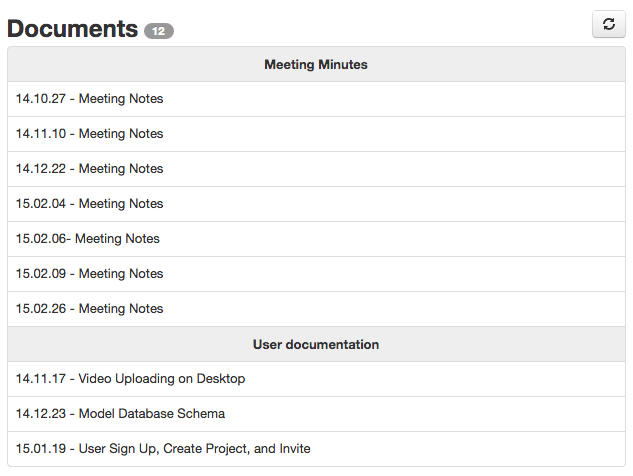 Documents 12
Meeting Minutes
14.10.27 - Meeting Notes
14.11.10 - Meeting Notes
14.12.22 - Meeting Notes
15.02.04 - Meeting Notes
15.02.06- Meeting Notes
15.02.09 - Meeting Notes
15.02.26 - Meeting Notes
User documentation
14.11.17 - Video Uploading on Desktop
14.12.23 - Model Database Schema
15.01.19 - User Sign Up, Create Project, and Invite